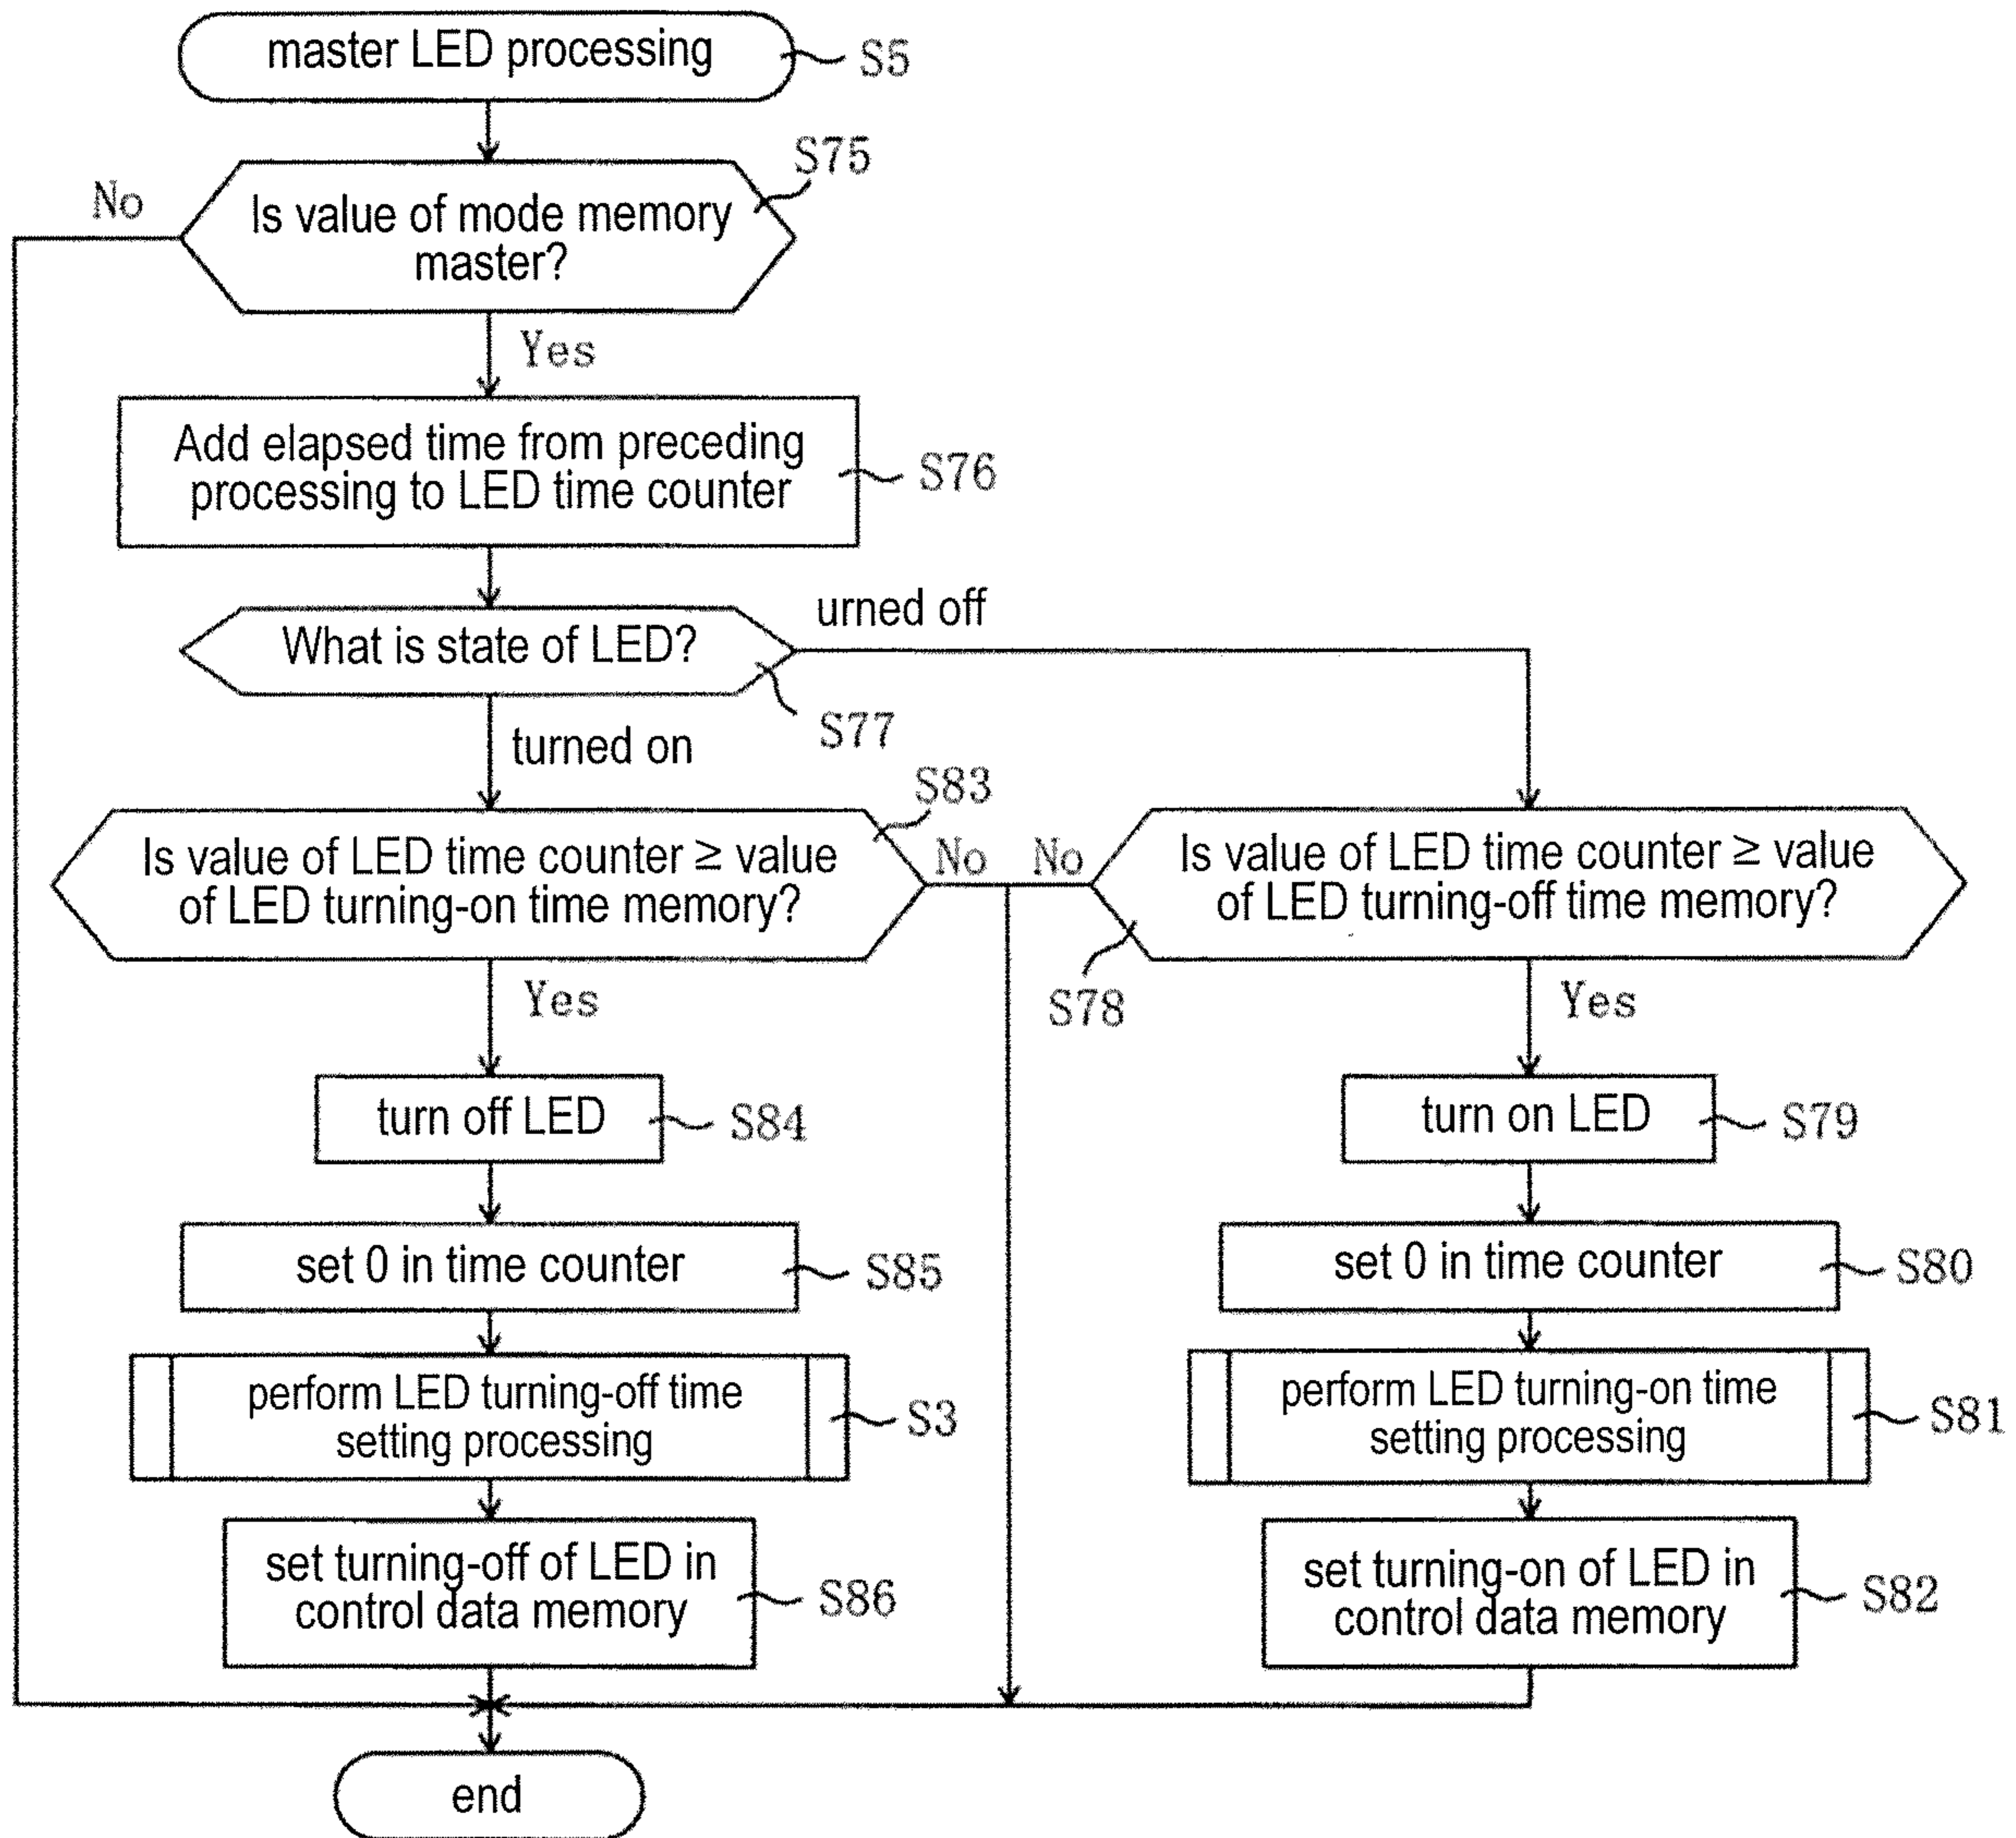 master LED processing
S5
S75
No
Is value of mode memory
master?
Yes
Add elapsed time from preceding
processing to LED time counter
S76
urned off
What is state of LED?
S77
turned on
S83
Is value of LED time counter ≥ value
of LED turning-on time memory?
No
No
Is value of LED time counter ≥ value
of LED turning-off time memory?
S78
Yes
Yes
turn off LED
S84
turn on LED
S79
set 0 in time counter
S85
set 0 in time counter
S80
perform LED turning-off time
setting processing
S3
perform LED turning-on time
setting processing
S81
set turning-off of LED in
control data memory
S86
set turning-on of LED in
control data memory
S82
end